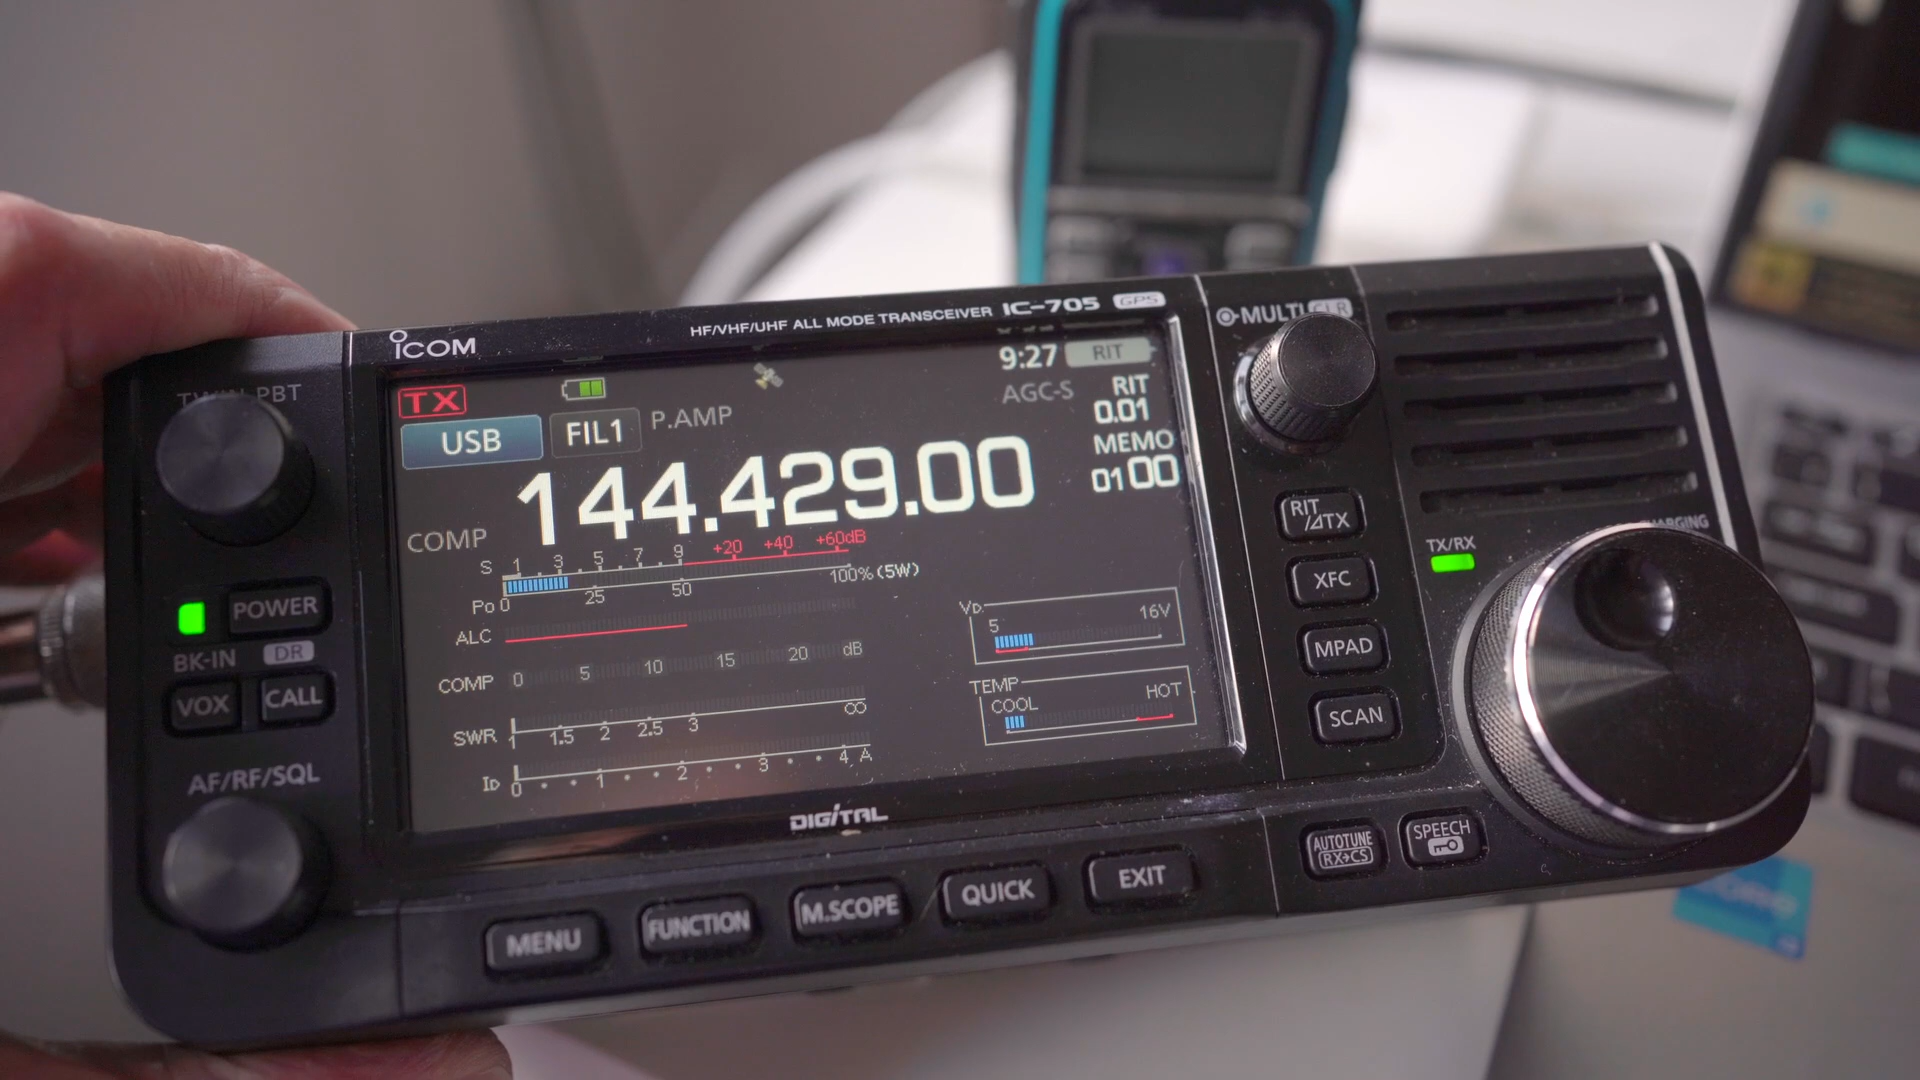 ICOM
HF/VHF/UHF ALL MODE TRANSCEIVER IC-705 GPS
MULTI CLR
TWIN PBT
TX
9:27 RIT
USB FIL1 P.AMP
AGC-S RIT
0.01
MEMO
0100
144.429.00
COMP
S 1 3 5 7 9 +20 +40 +60dB
Po 0 25 50 100% (5W)
ALC
COMP 0 5 10 15 20 dB
SWR 1 1.5 2 2.5 3 ∞
ID 0 1 2 3 4 A
VD
5 16V
TEMP
COOL HOT
RIT
/⊿TX
XFC
MPAD
SCAN
TX/RX
POWER
BK-IN DR
VOX CALL
AF/RF/SQL
DIGITAL
AUTOTUNE
RX→CS
SPEECH
MENU FUNCTION M.SCOPE QUICK EXIT